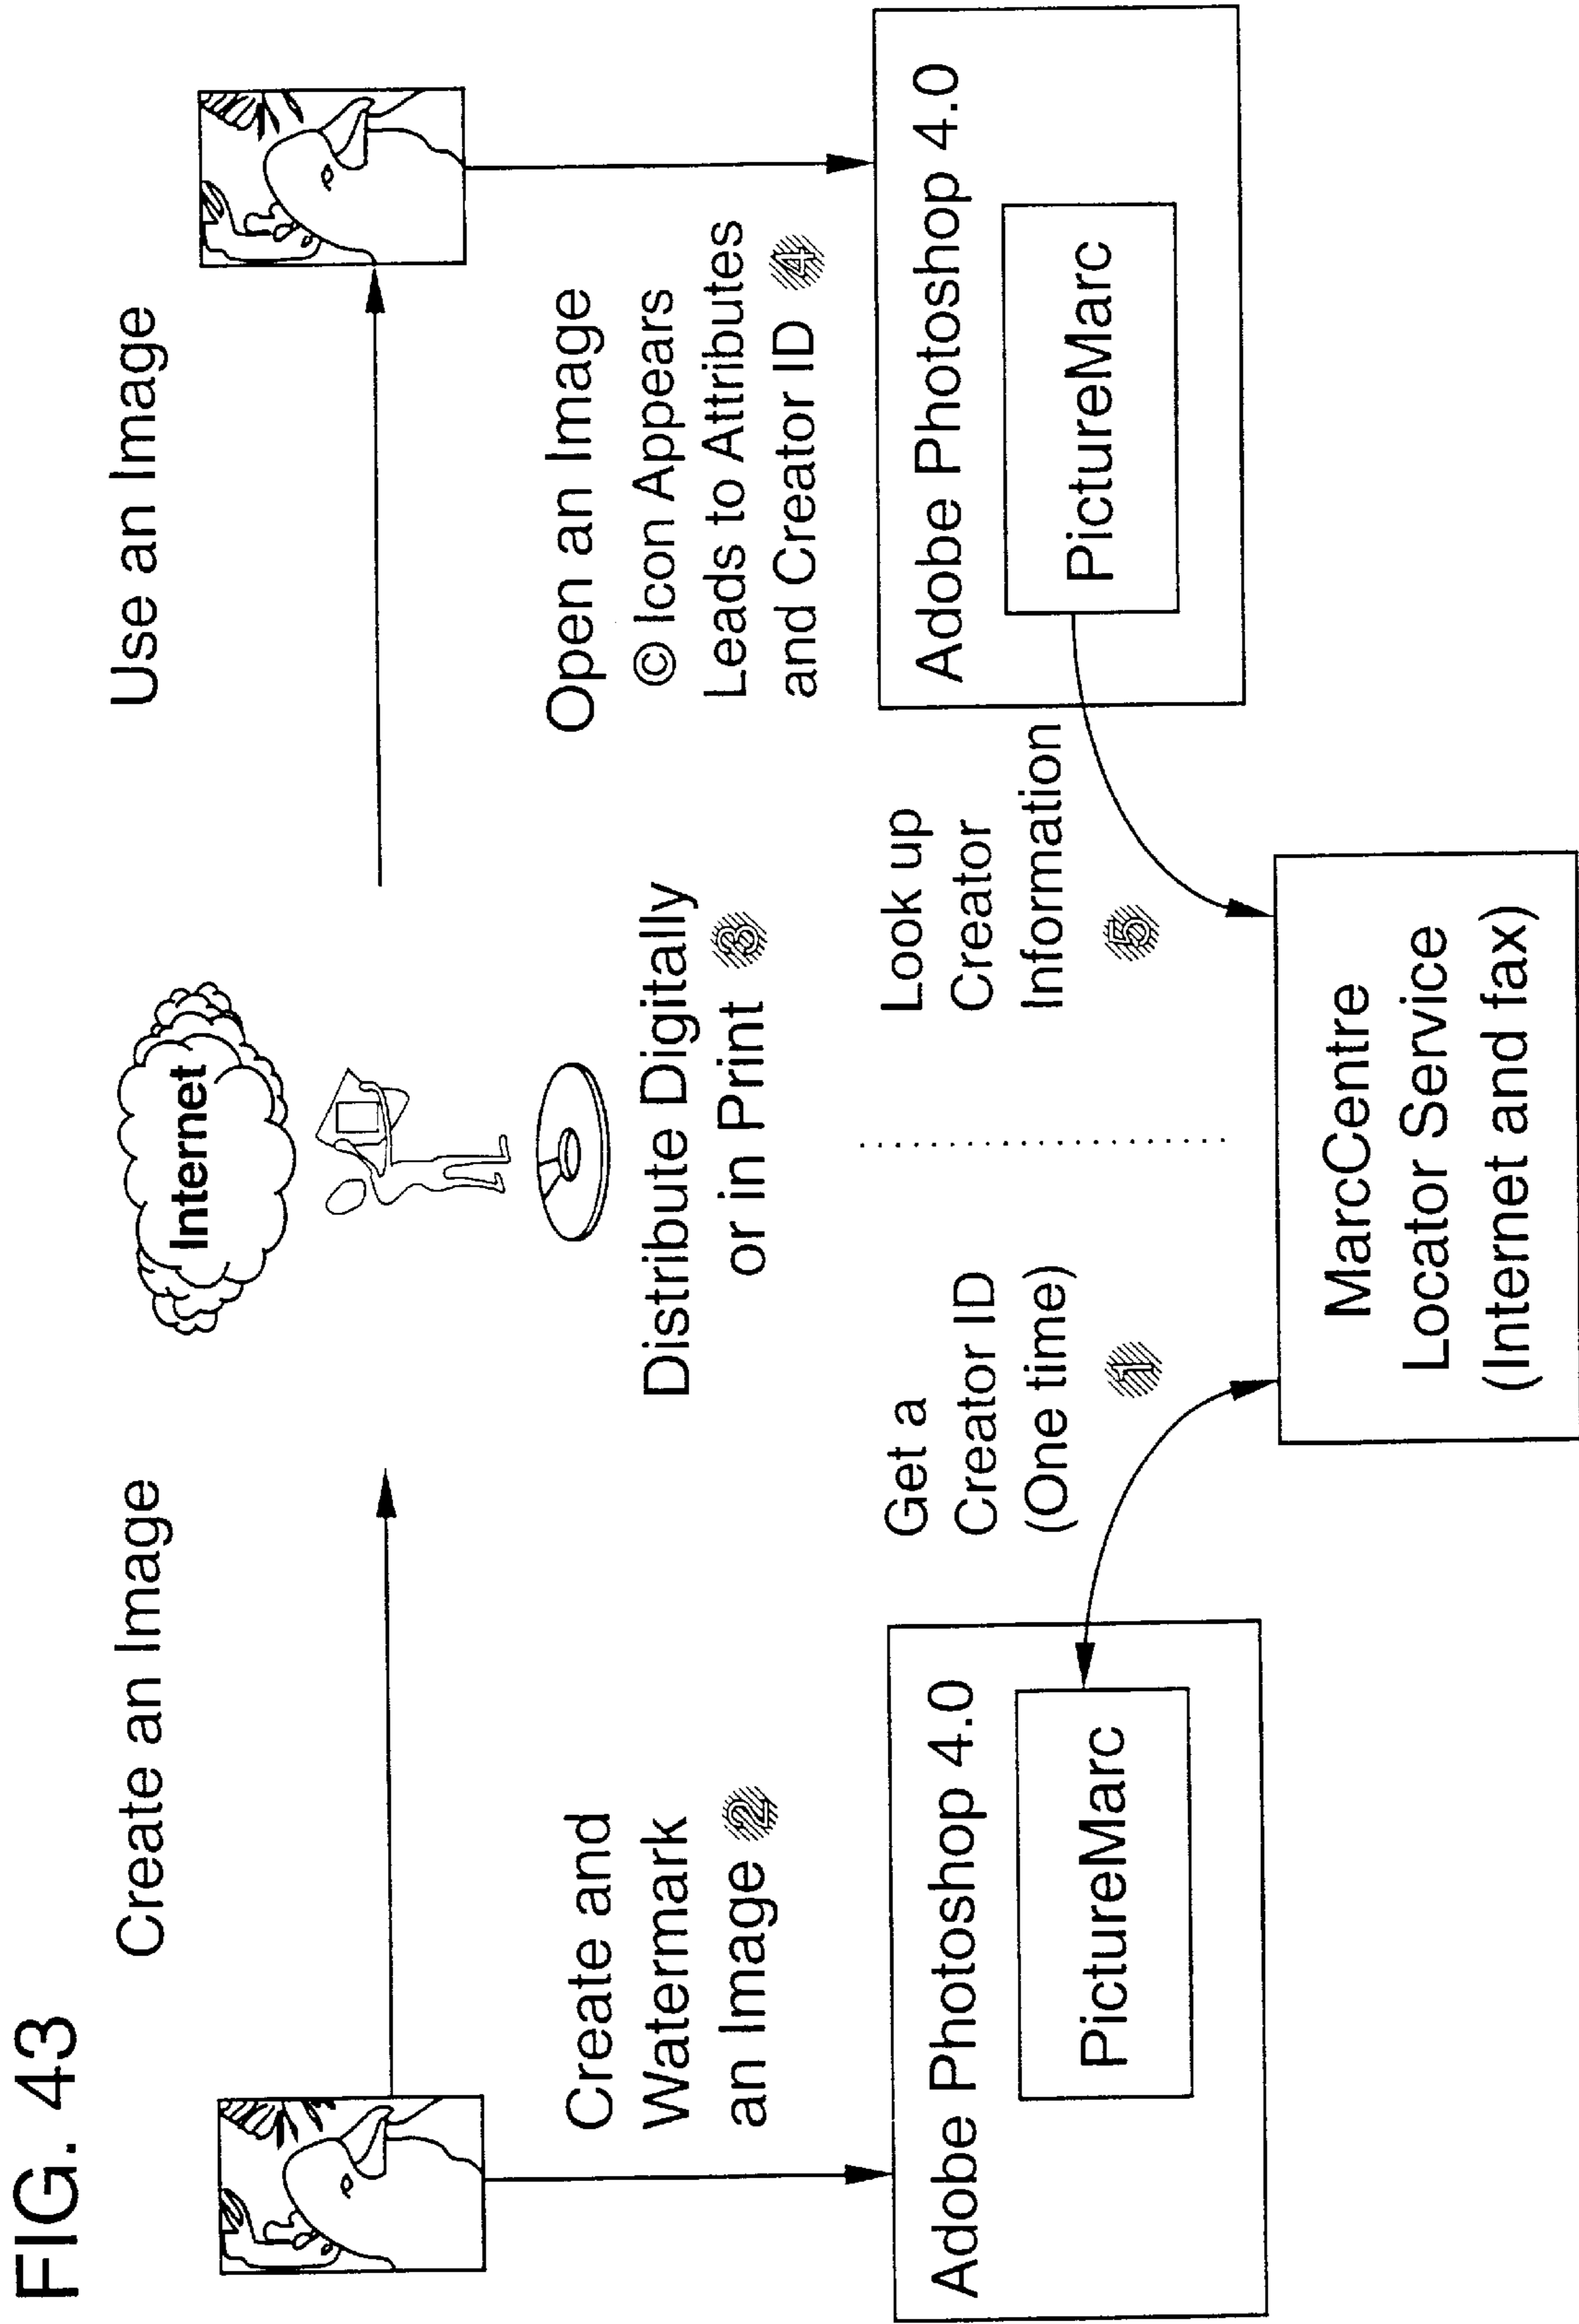 FIG. 43
Create an Image
Use an Image
Internet
Create and
Watermark
an Image 2
Distribute Digitally
or in Print 3
Open an Image
© Icon Appears
Leads to Attributes
and Creator ID 4
Adobe Photoshop 4.0
PictureMarc
Get a
Creator ID
(One time)
1
Look up
Creator
Information
5
Adobe Photoshop 4.0
PictureMarc
MarcCentre
Locator Service
(Internet and fax)